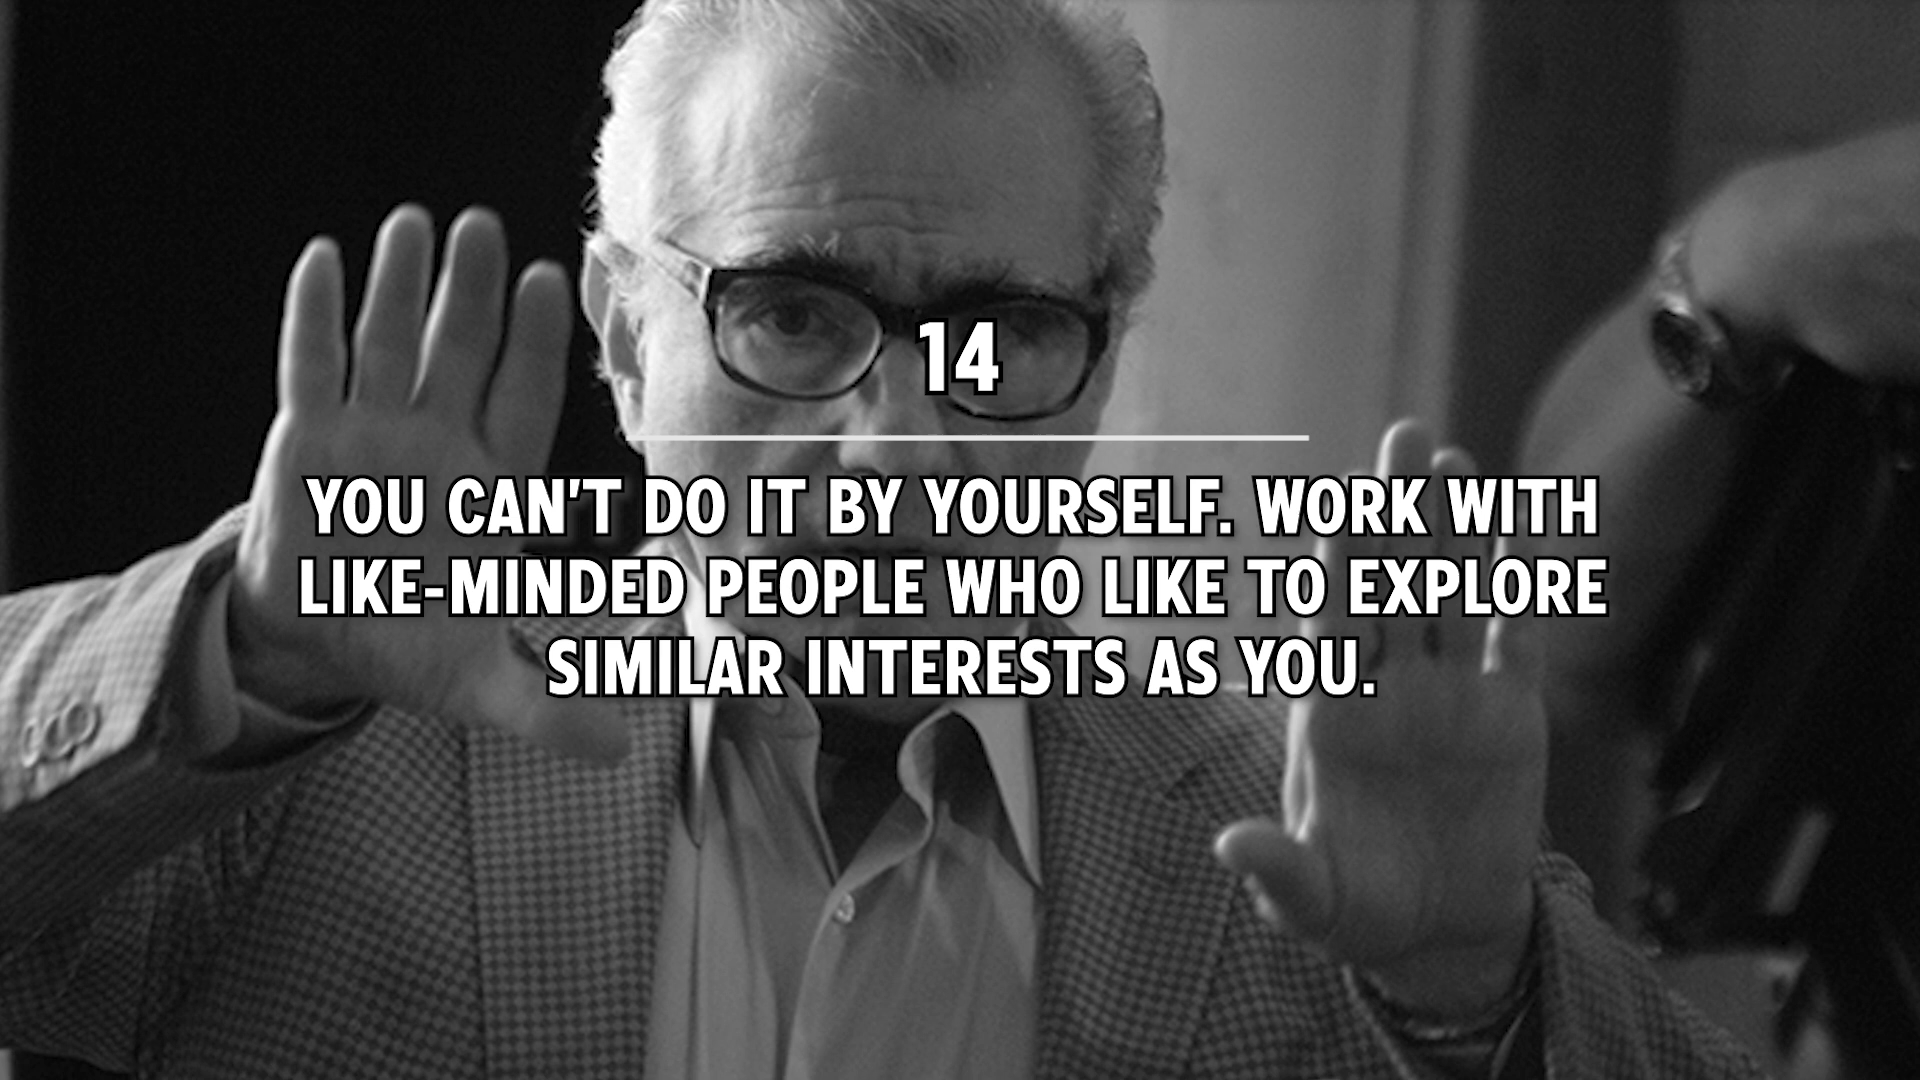 14
YOU CAN'T DO IT BY YOURSELF. WORK WITH
LIKE-MINDED PEOPLE WHO LIKE TO EXPLORE
SIMILAR INTERESTS AS YOU.